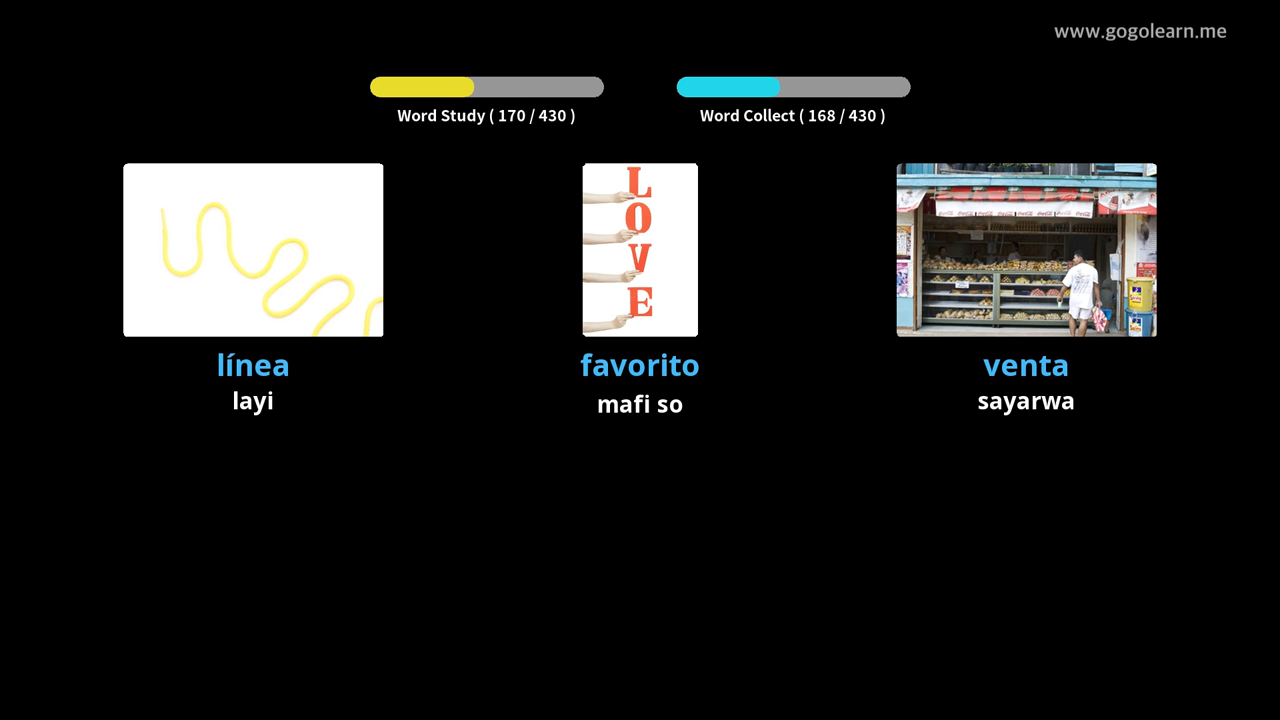 www.gogolearn.me
Word Study ( 170 / 430 )
Word Collect ( 168 / 430 )
L
O
V
E
línea
favorito
venta
layi
mafi so
sayarwa